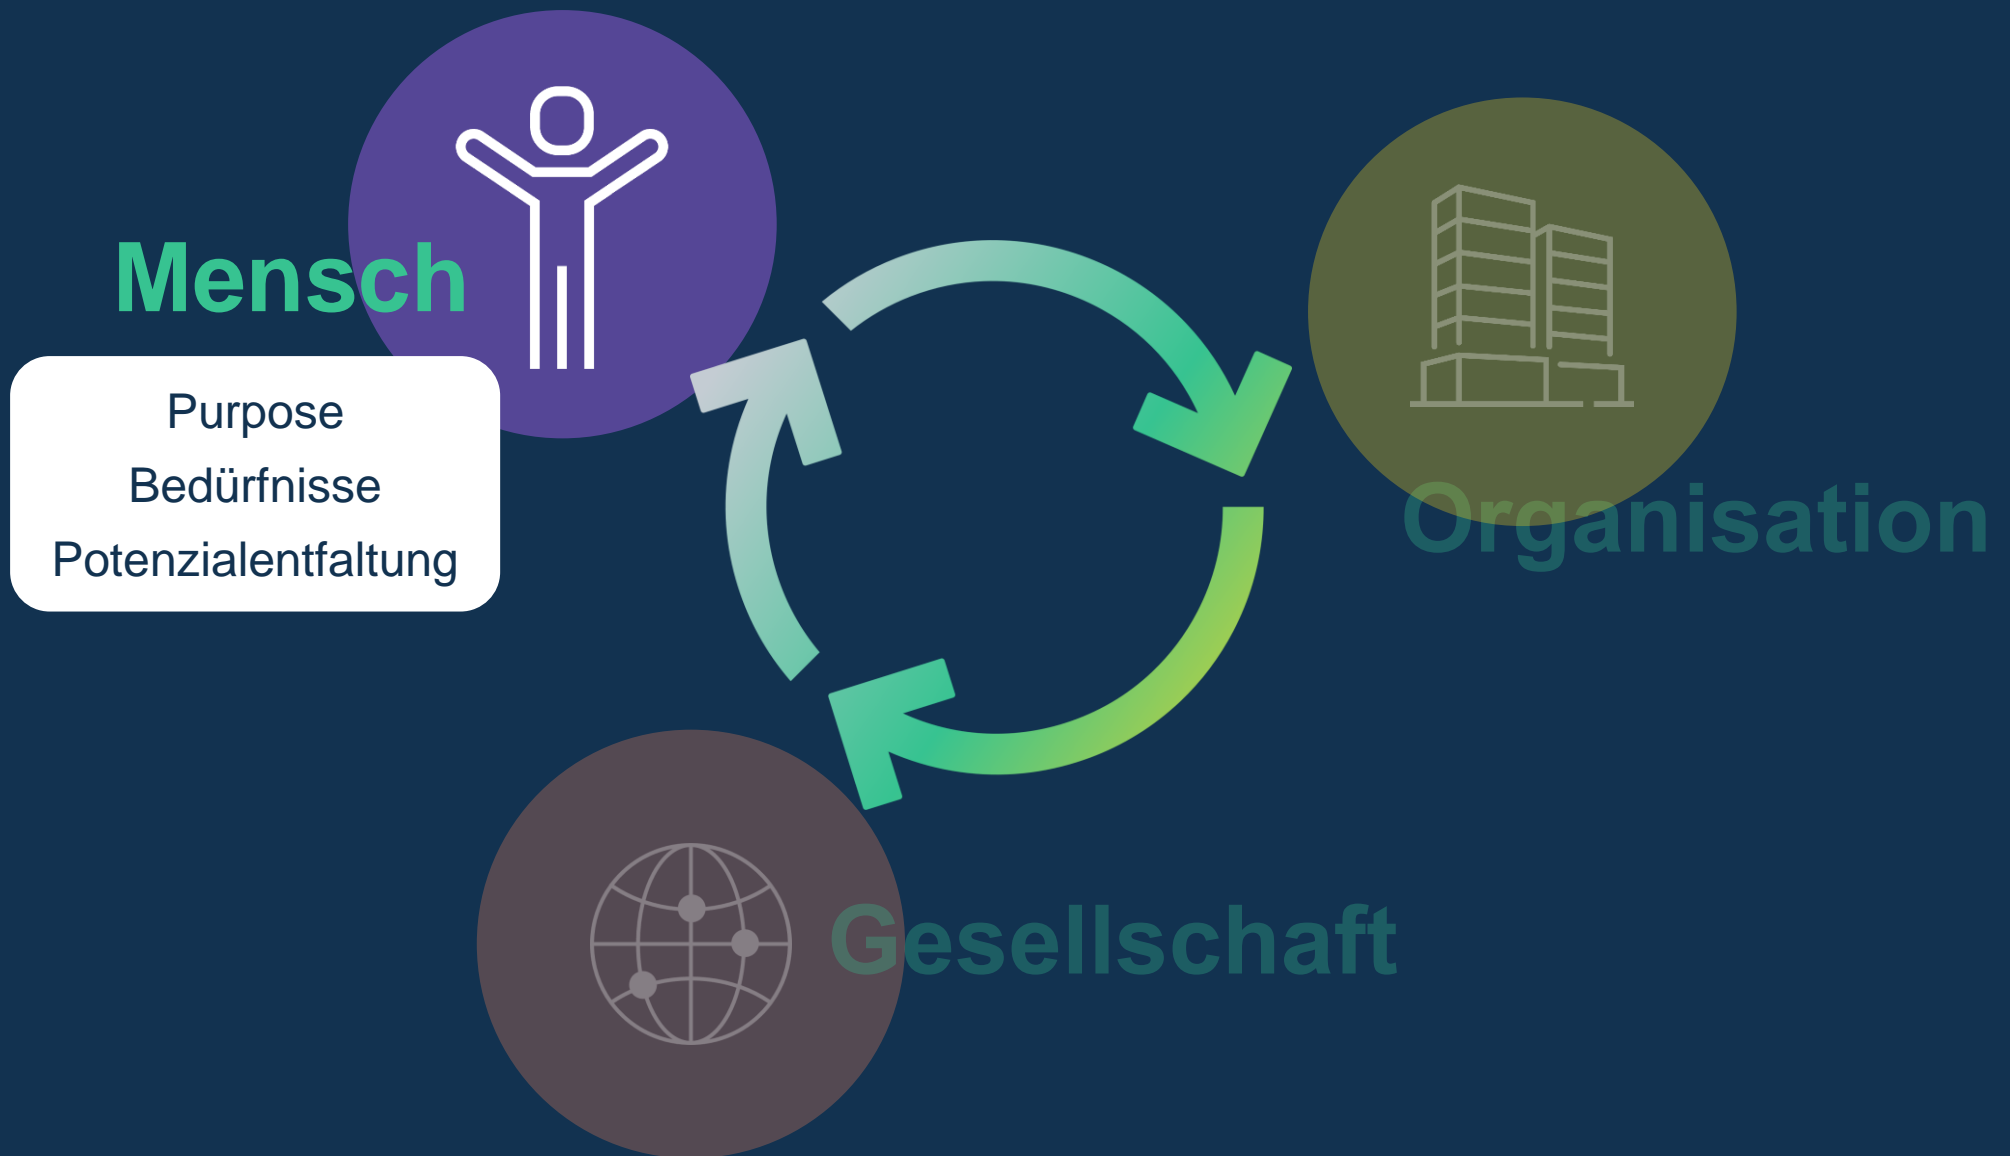 Mensch
Purpose
Bedürfnisse
Potenzialentfaltung
Organisation
Gesellschaft